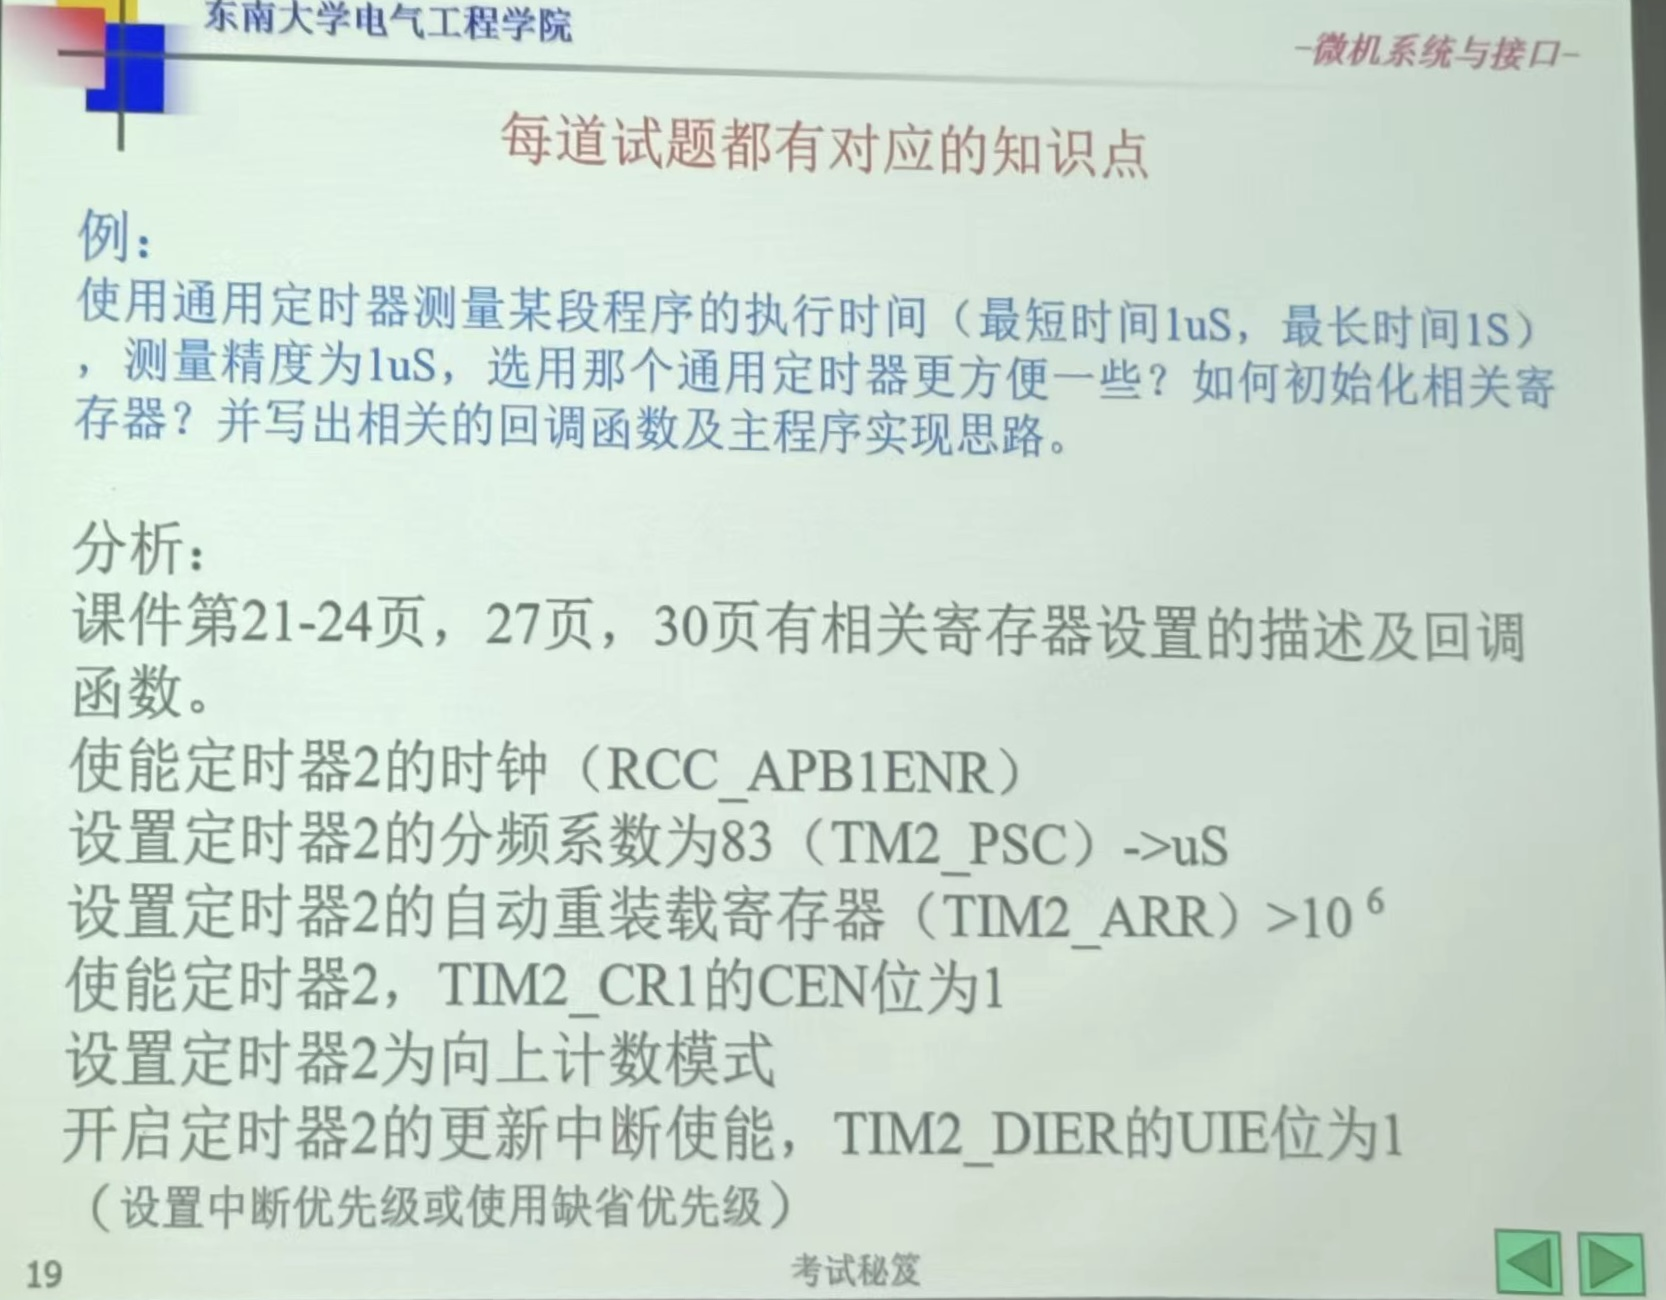 东南大学电气工程学院
-微机系统与接口-
每道试题都有对应的知识点
例：
使用通用定时器测量某段程序的执行时间（最短时间1uS，最长时间1S）
，测量精度为1uS，选用那个通用定时器更方便一些？如何初始化相关寄
存器？并写出相关的回调函数及主程序实现思路。
分析：
课件第21-24页，27页，30页有相关寄存器设置的描述及回调
函数。
使能定时器2的时钟（RCC_APB1ENR）
设置定时器2的分频系数为83（TM2_PSC）->uS
设置定时器2的自动重装载寄存器（TIM2_ARR）>10 6
使能定时器2，TIM2_CR1的CEN位为1
设置定时器2为向上计数模式
开启定时器2的更新中断使能，TIM2_DIER的UIE位为1
（设置中断优先级或使用缺省优先级）
19
考试秘笈